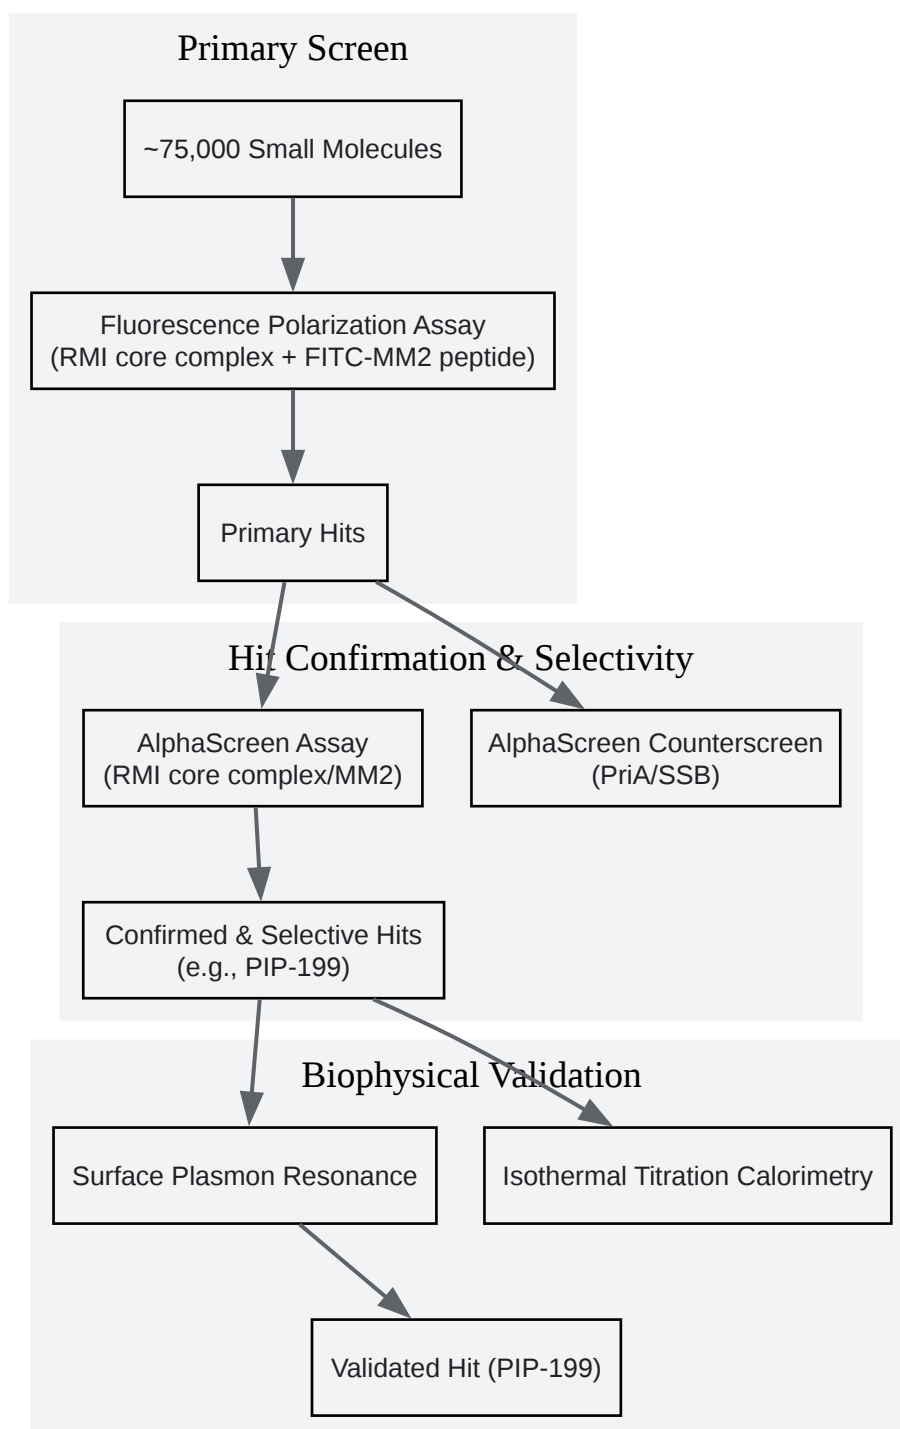 Primary Screen
~75,000 Small Molecules
Fluorescence Polarization Assay
(RMI core complex + FITC-MM2 peptide)
Primary Hits
Hit Confirmation & Selectivity
AlphaScreen Assay
(RMI core complex/MM2)
AlphaScreen Counterscreen
(PriA/SSB)
Confirmed & Selective Hits
(e.g., PIP-199)
Biophysical Validation
Surface Plasmon Resonance
Isothermal Titration Calorimetry
Validated Hit (PIP-199)